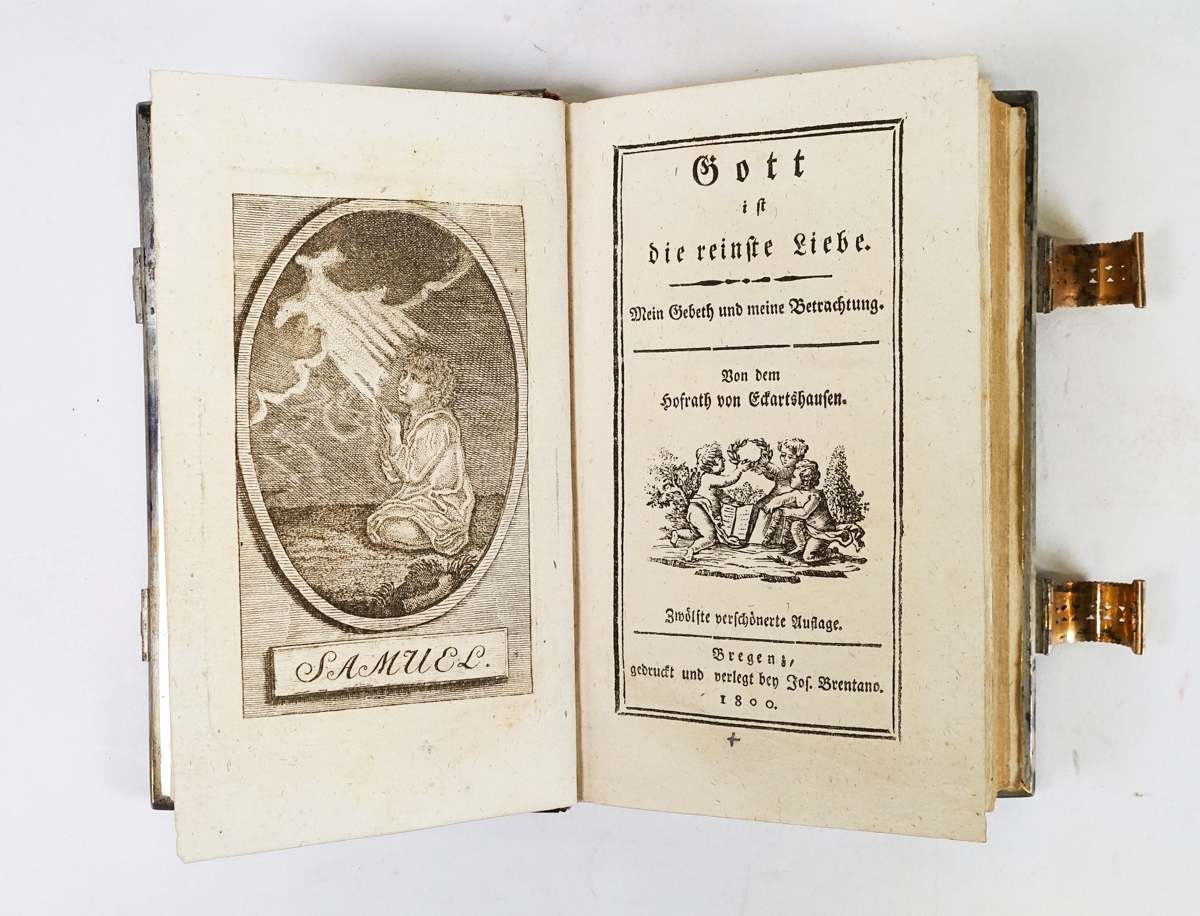 SAMUEL.
Gott
iſt
die reinſte Liebe.
Mein Gebeth und meine Betrachtung.
Von dem
Hofrath von Eckartshauſen.
Zwölfte verſchönerte Auflage.
Bregenz,
gedruckt und verlegt bey Joſ. Brentano.
1800.